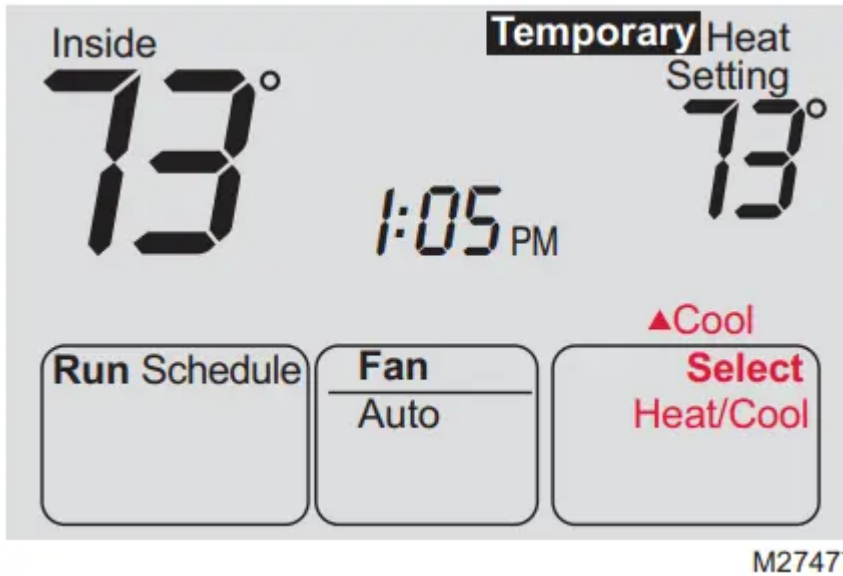 Inside
Temporary Heat
Setting
73°
73°
1:05 PM
▲Cool
Run Schedule
Fan
Auto
Select
Heat/Cool
M2747